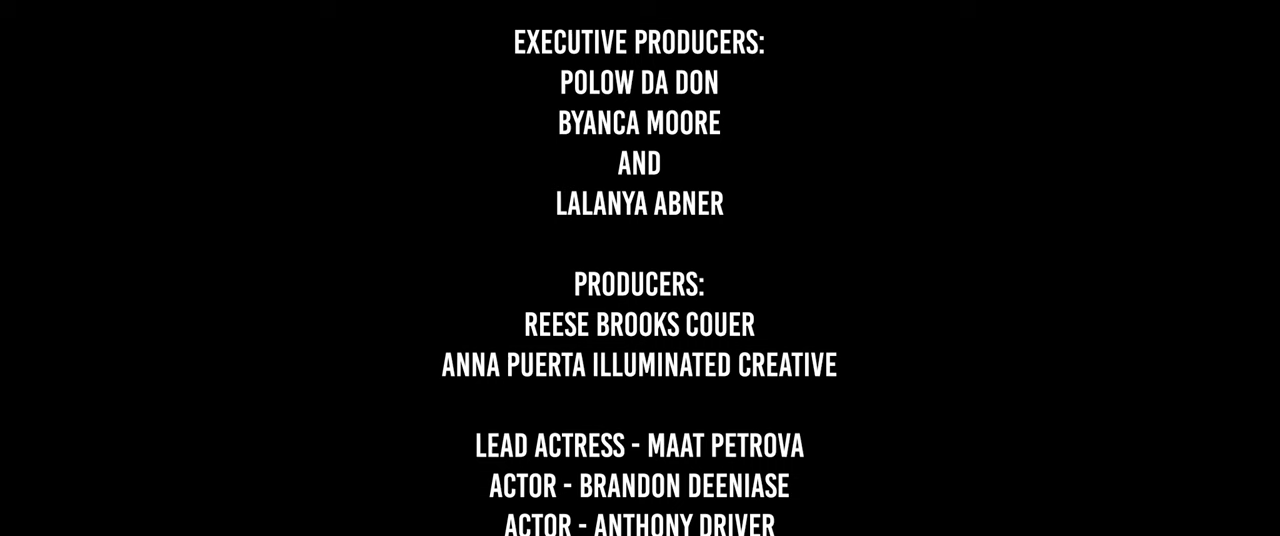 EXECUTIVE PRODUCERS:
POLOW DA DON
BYANCA MOORE
AND
LALANYA ABNER
PRODUCERS:
REESE BROOKS COUER
ANNA PUERTA ILLUMINATED CREATIVE
LEAD ACTRESS - MAAT PETROVA
ACTOR - BRANDON DEENIASE
ACTOR - ANTHONY DRIVER